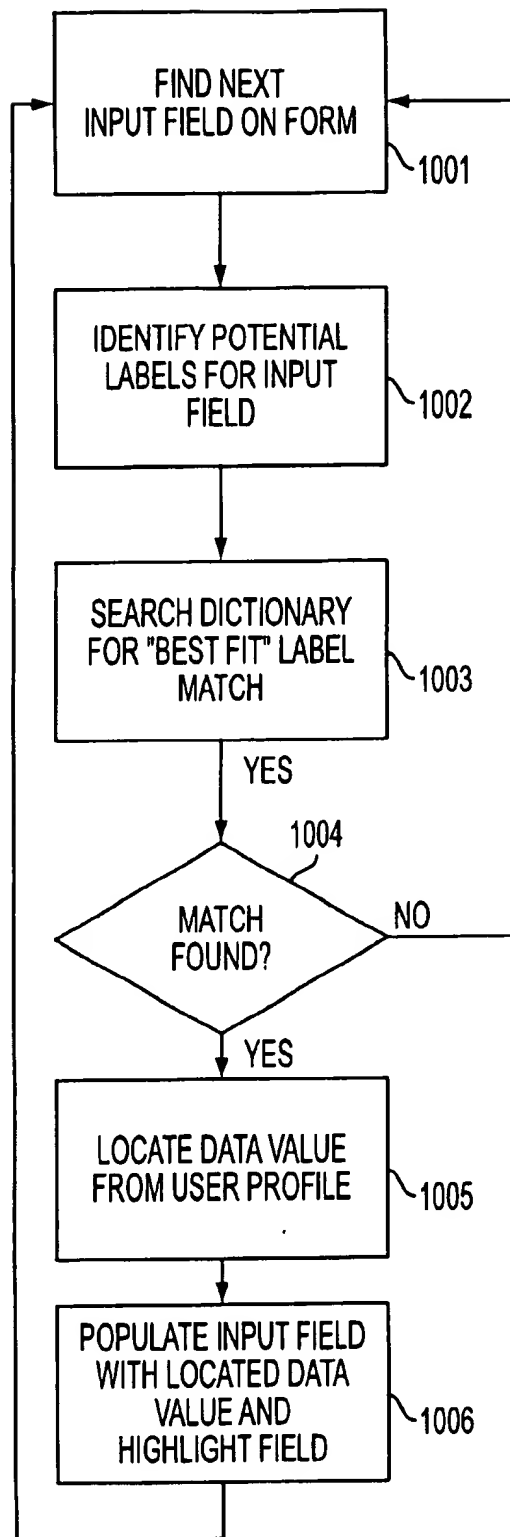 FIND NEXT
INPUT FIELD ON FORM
1001
IDENTIFY POTENTIAL
LABELS FOR INPUT
FIELD
1002
SEARCH DICTIONARY
FOR "BEST FIT" LABEL
MATCH
1003
YES
1004
MATCH
FOUND?
NO
YES
LOCATE DATA VALUE
FROM USER PROFILE
1005
POPULATE INPUT FIELD
WITH LOCATED DATA
VALUE AND
HIGHLIGHT FIELD
1006